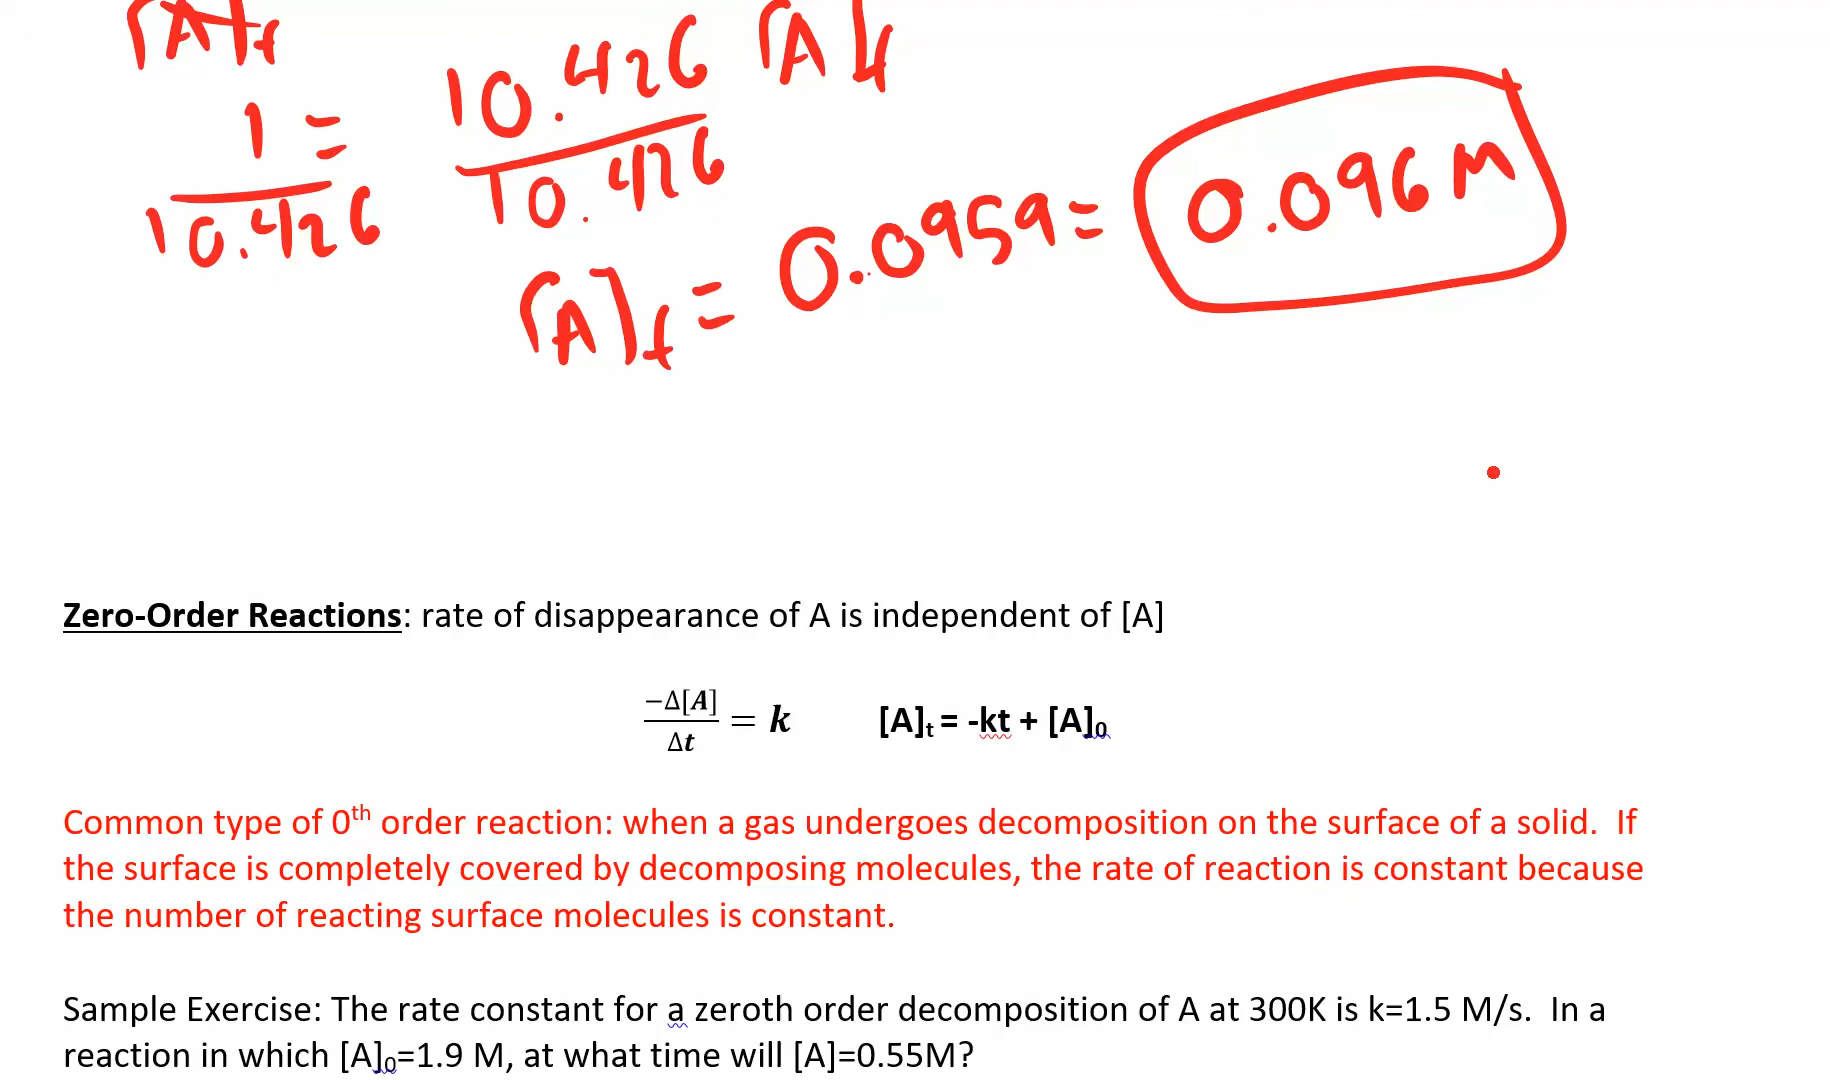 [A]t
1 = 10.426 [A]t
10.426 10.426
[A]t = 0.0959 = 0.096 M
Zero-Order Reactions: rate of disappearance of A is independent of [A]
−Δ[A]/Δt = k [A]t = -kt + [A]0
Common type of 0th order reaction: when a gas undergoes decomposition on the surface of a solid. If
the surface is completely covered by decomposing molecules, the rate of reaction is constant because
the number of reacting surface molecules is constant.
Sample Exercise: The rate constant for a zeroth order decomposition of A at 300K is k=1.5 M/s. In a
reaction in which [A]0=1.9 M, at what time will [A]=0.55M?